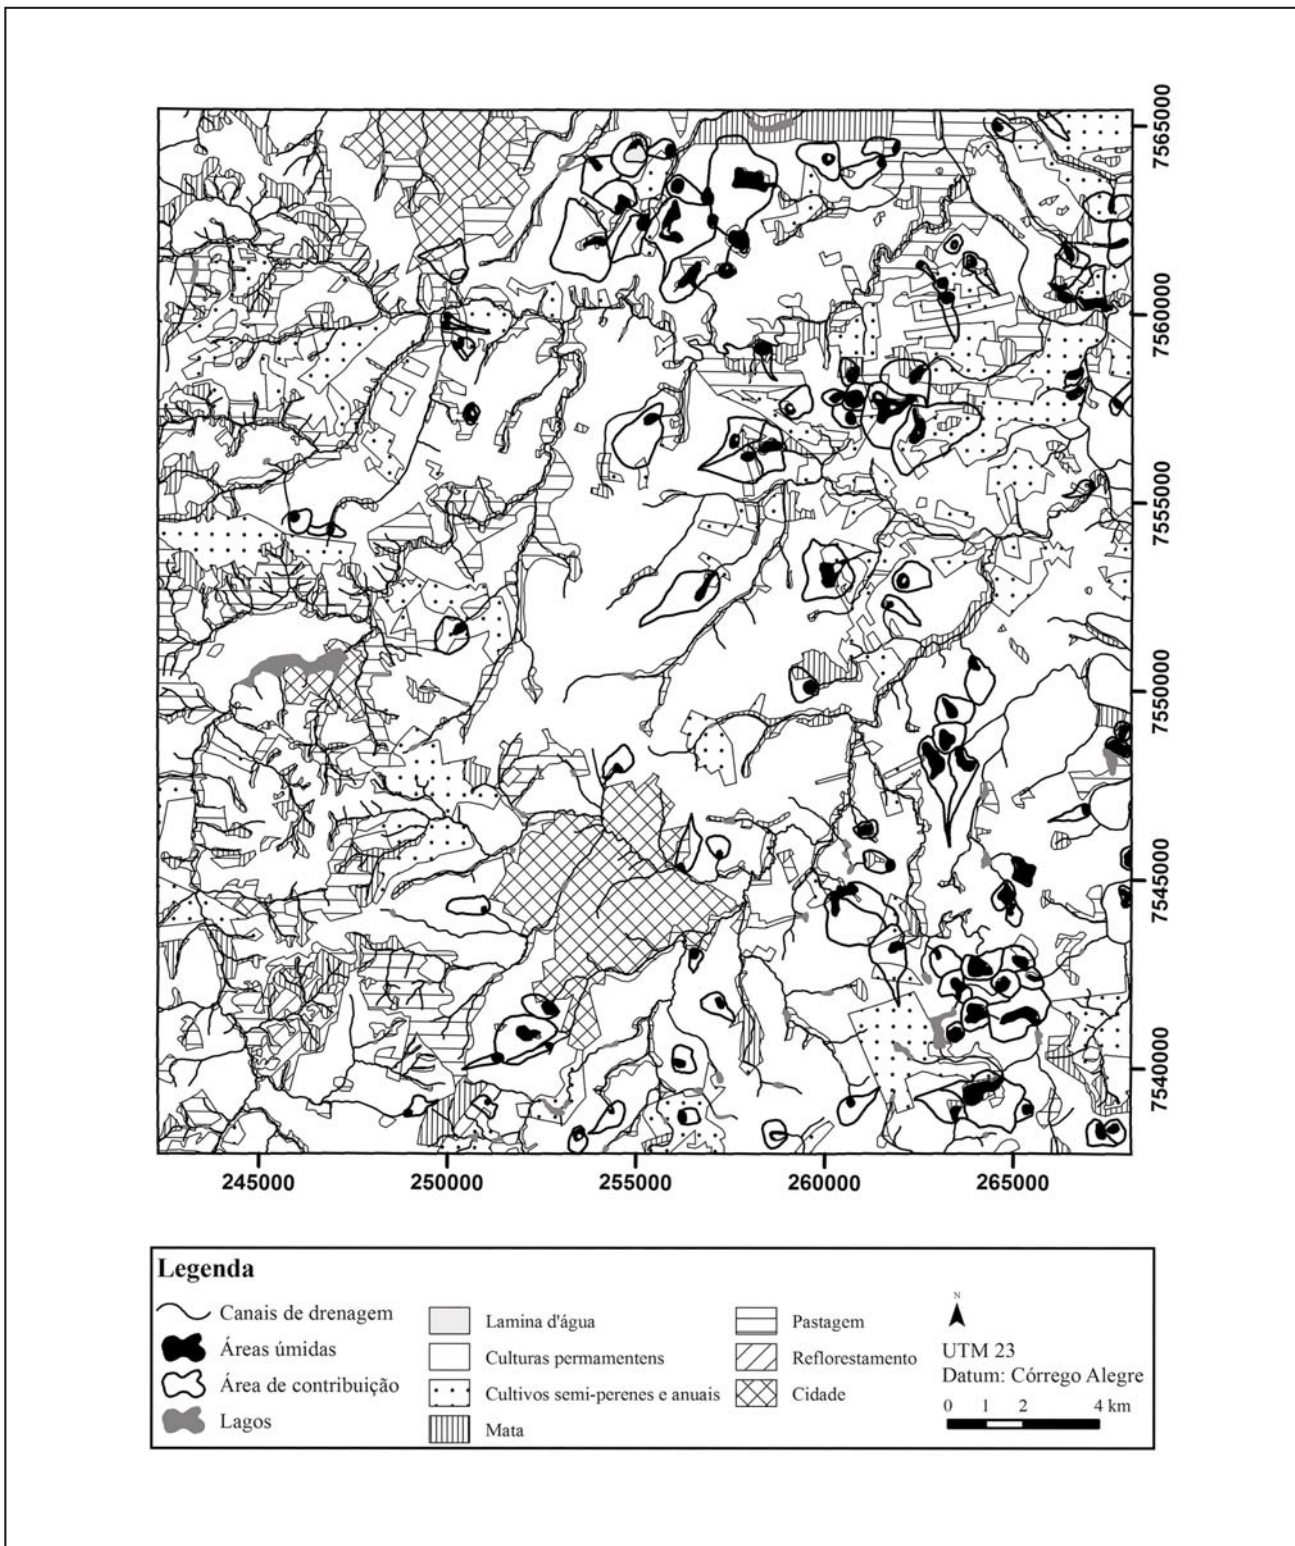 7565000
7560000
7555000
7550000
7545000
7540000
245000 250000 255000 260000 265000
Legenda
Canais de drenagem
Áreas úmidas
Área de contribuição
Lagos
Lamina d'água
Culturas permamentens
Cultivos semi-perenes e anuais
Mata
Pastagem
Reflorestamento
Cidade
N
UTM 23
Datum: Córrego Alegre
0 1 2 4 km